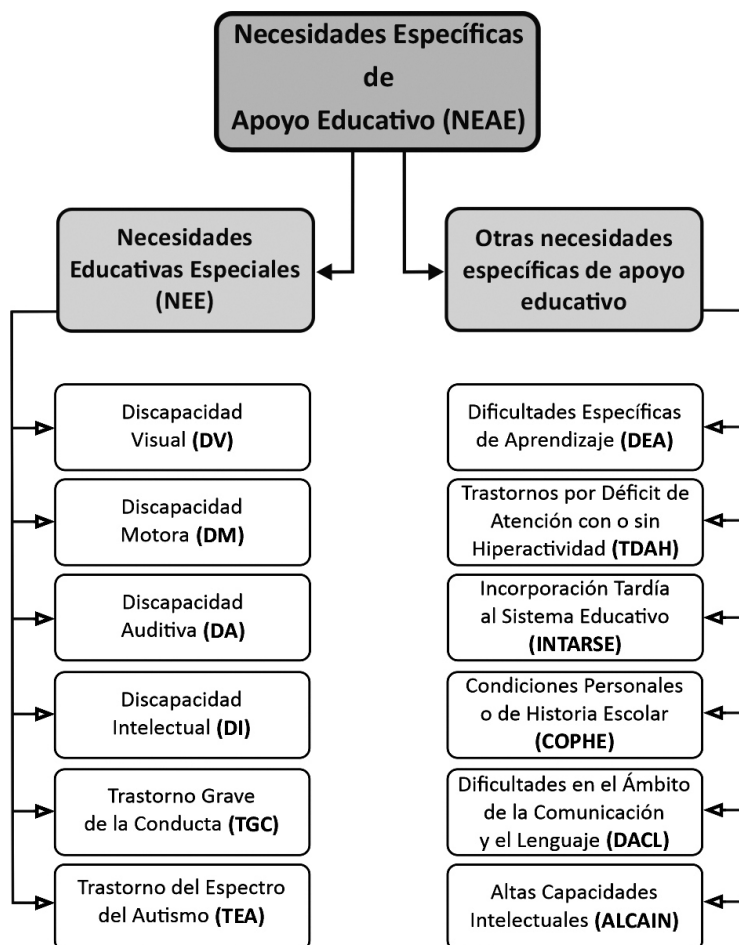 Necesidades Específicas
de
Apoyo Educativo (NEAE)
Necesidades
Educativas Especiales
(NEE)
Otras necesidades
específicas de apoyo
educativo
Discapacidad
Visual (DV)
Discapacidad
Motora (DM)
Discapacidad
Auditiva (DA)
Discapacidad
Intelectual (DI)
Trastorno Grave
de la Conducta (TGC)
Trastorno del Espectro
del Autismo (TEA)
Dificultades Específicas
de Aprendizaje (DEA)
Trastornos por Déficit de
Atención con o sin
Hiperactividad (TDAH)
Incorporación Tardía
al Sistema Educativo
(INTARSE)
Condiciones Personales
o de Historia Escolar
(COPHE)
Dificultades en el Ámbito
de la Comunicación
y el Lenguaje (DACL)
Altas Capacidades
Intelectuales (ALCAIN)